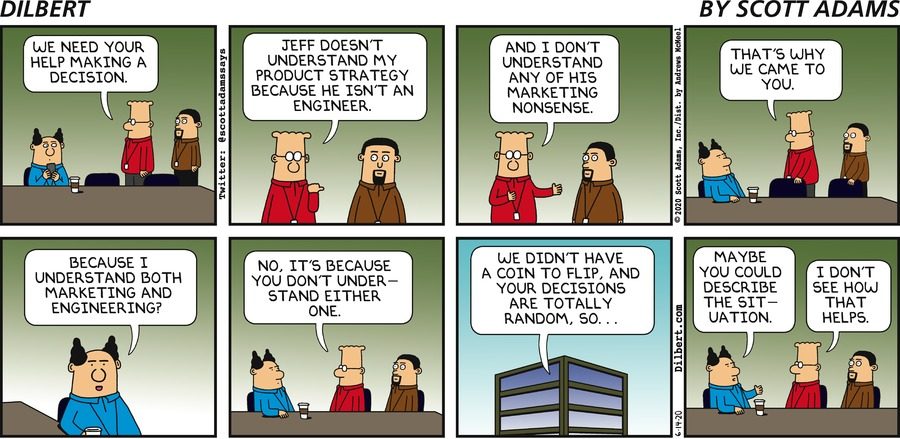 DILBERT
BY SCOTT ADAMS
WE NEED YOUR
HELP MAKING A
DECISION.
Twitter: @scottadamssays
JEFF DOESN'T
UNDERSTAND MY
PRODUCT STRATEGY
BECAUSE HE ISN'T AN
ENGINEER.
AND I DON'T
UNDERSTAND
ANY OF HIS
MARKETING
NONSENSE.
© 2020 Scott Adams, Inc./Dist. by Andrews McMeel
THAT'S WHY
WE CAME TO
YOU.
BECAUSE I
UNDERSTAND BOTH
MARKETING AND
ENGINEERING?
NO, IT'S BECAUSE
YOU DON'T UNDER-
STAND EITHER
ONE.
WE DIDN'T HAVE
A COIN TO FLIP, AND
YOUR DECISIONS
ARE TOTALLY
RANDOM, SO...
6-14-20 Dilbert.com
MAYBE
YOU COULD
DESCRIBE
THE SIT-
UATION.
I DON'T
SEE HOW
THAT
HELPS.